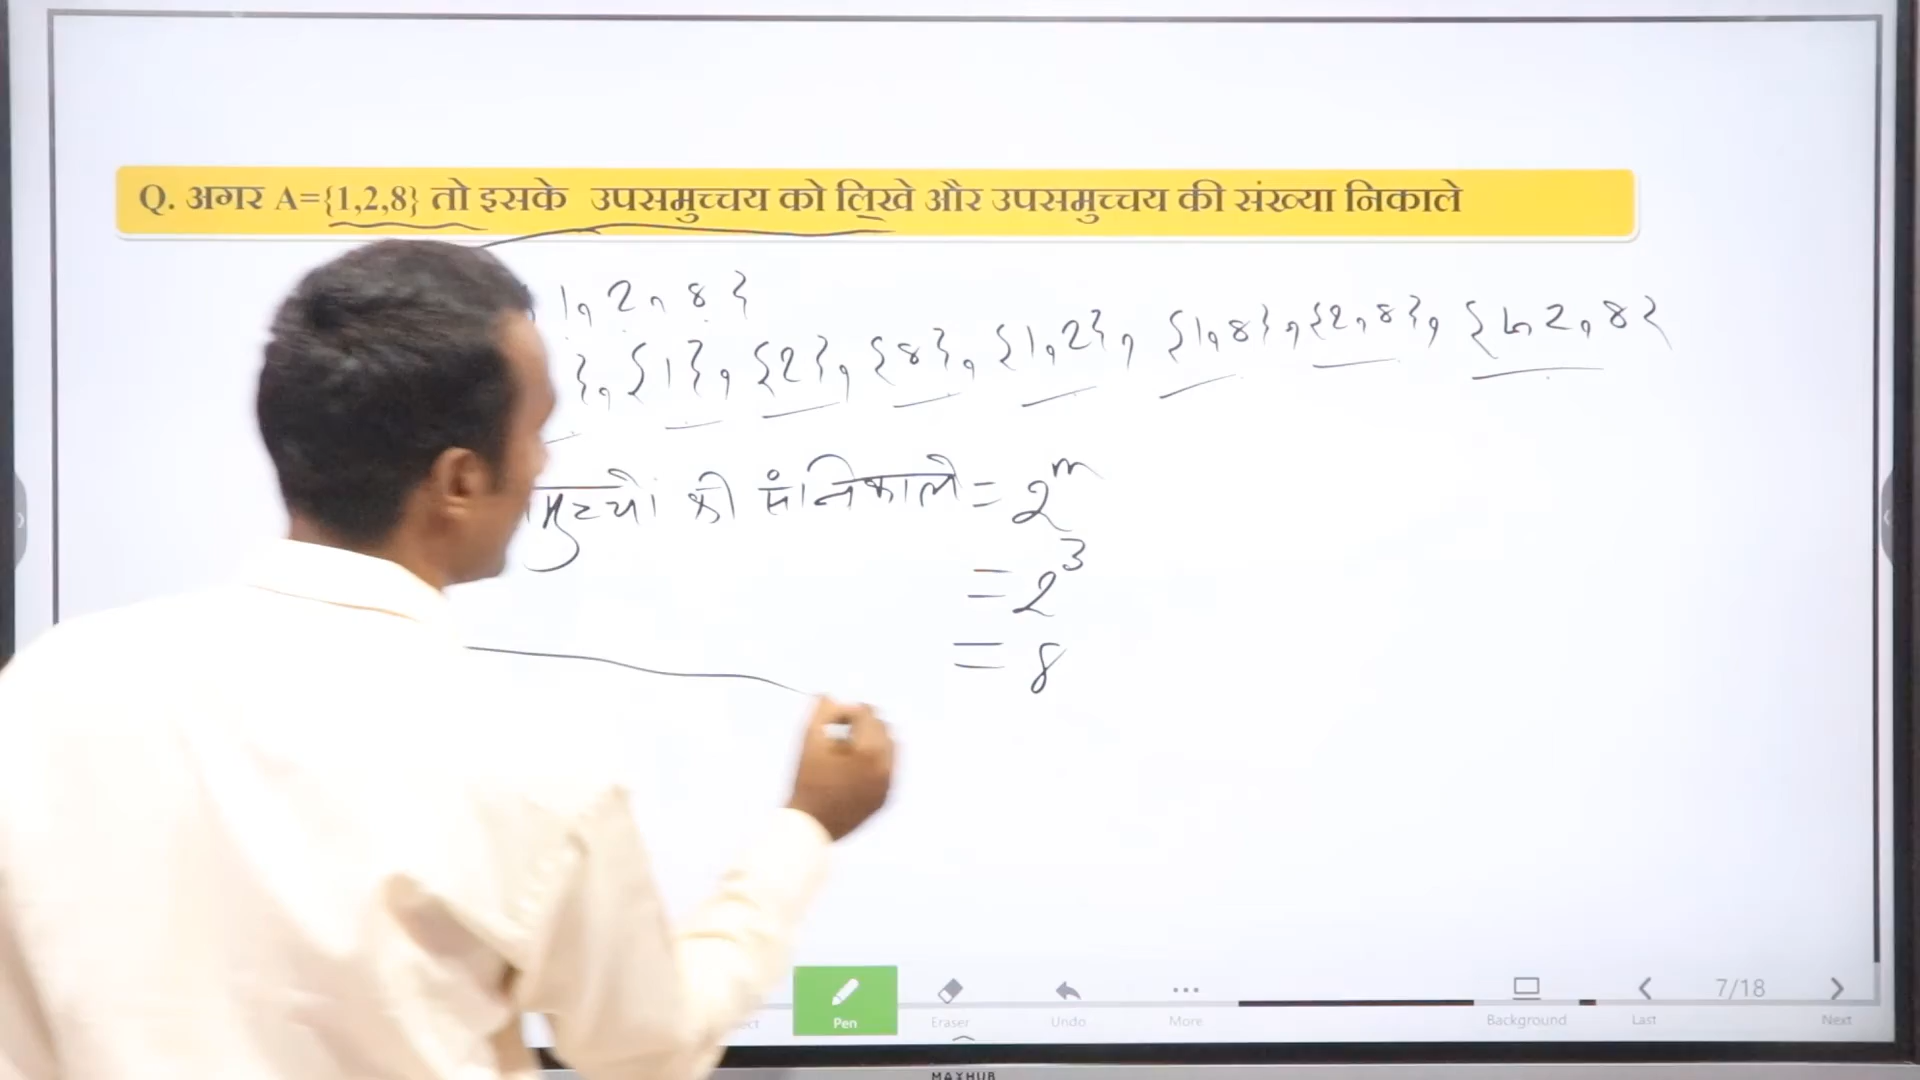 Q. अगर A={1,2,8} तो इसके उपसमुच्चय को लिखे और उपसमुच्चय की संख्या निकाले
1, 2, 8}
}, {1}, {2}, {8}, {1,2}, {1,8}, {2,8}, {1,2,8}
की संनिकाले = 2^m
= 2^3
= 8
Pen Eraser Undo More Background Last 7/18 Next
MAXHUB